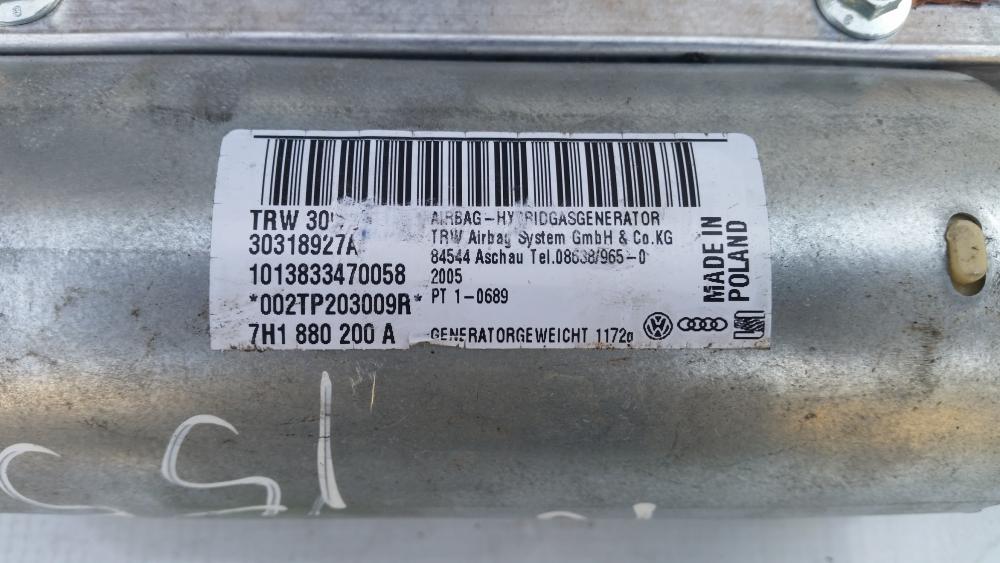 TRW
30318927A
1013833470058
*002TP203009R*
7H1 880 200 A
AIRBAG-HYBRIDGASGENERATOR
TRW Airbag System GmbH & Co.KG
84544 Aschau Tel.08638/965-0
2005
PT 1-0689
GENERATORGEWEICHT 1172g
MADE IN
POLAND